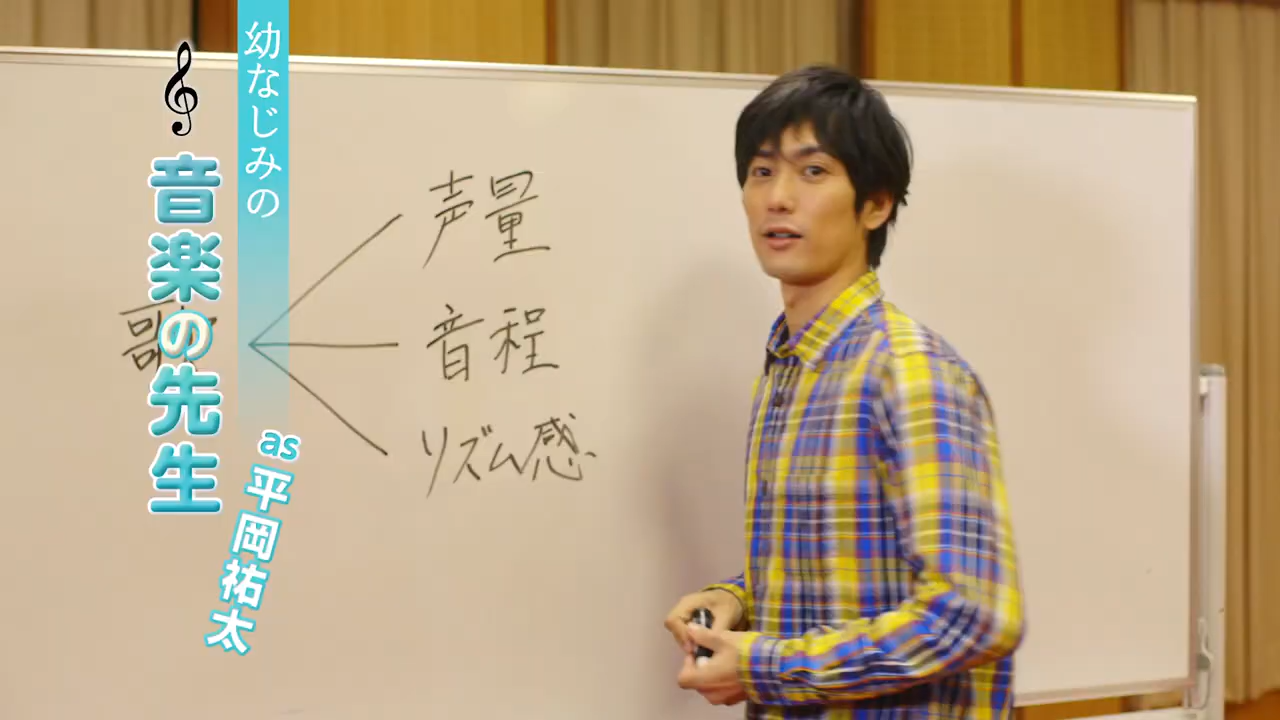 幼なじみの
音楽の先生
as
平岡祐太
歌
声量
音程
リズム感